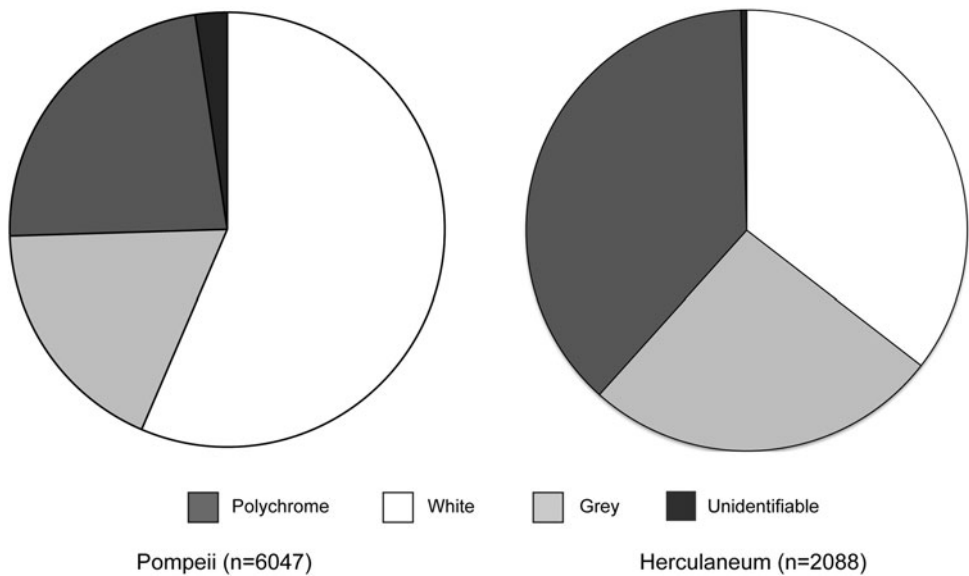 Polychrome White Grey Unidentifiable
Pompeii (n=6047) Herculaneum (n=2088)